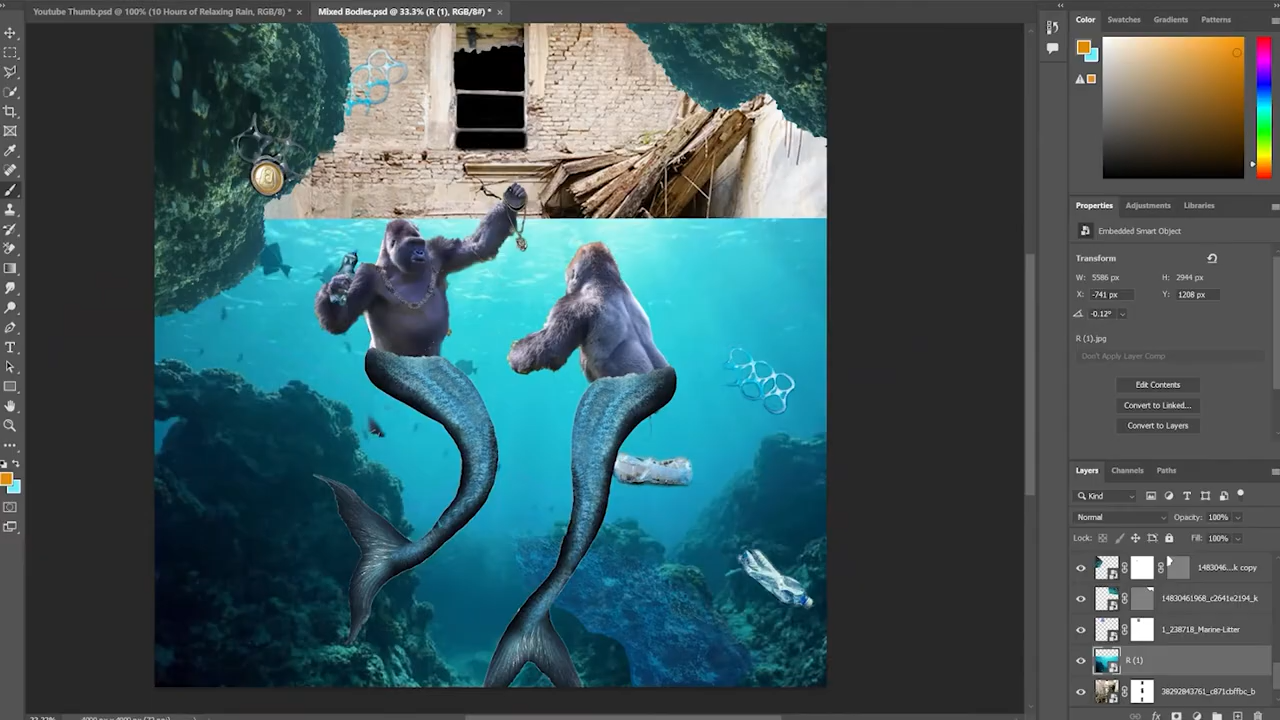 Youtube Thumb.psd @ 100% (10 Hours of Relaxing Rain, RGB/8) * ×
Mixed Bodies.psd @ 33.3% (R (1), RGB/8#) * ×
Color Swatches Gradients Patterns
Properties Adjustments Libraries
Embedded Smart Object
Transform
W: 5586 px H: 2944 px
X: -741 px Y: 1208 px
-0.12°
R (1).jpg
Don't Apply Layer Comp
Edit Contents
Convert to Linked...
Convert to Layers
Layers Channels Paths
Kind
Normal Opacity: 100%
Lock: Fill: 100%
1483046...k copy
14830461968_c2641e2194_k
1_238718_Marine-Litter
R (1)
38292843761_c871cbffbc_b